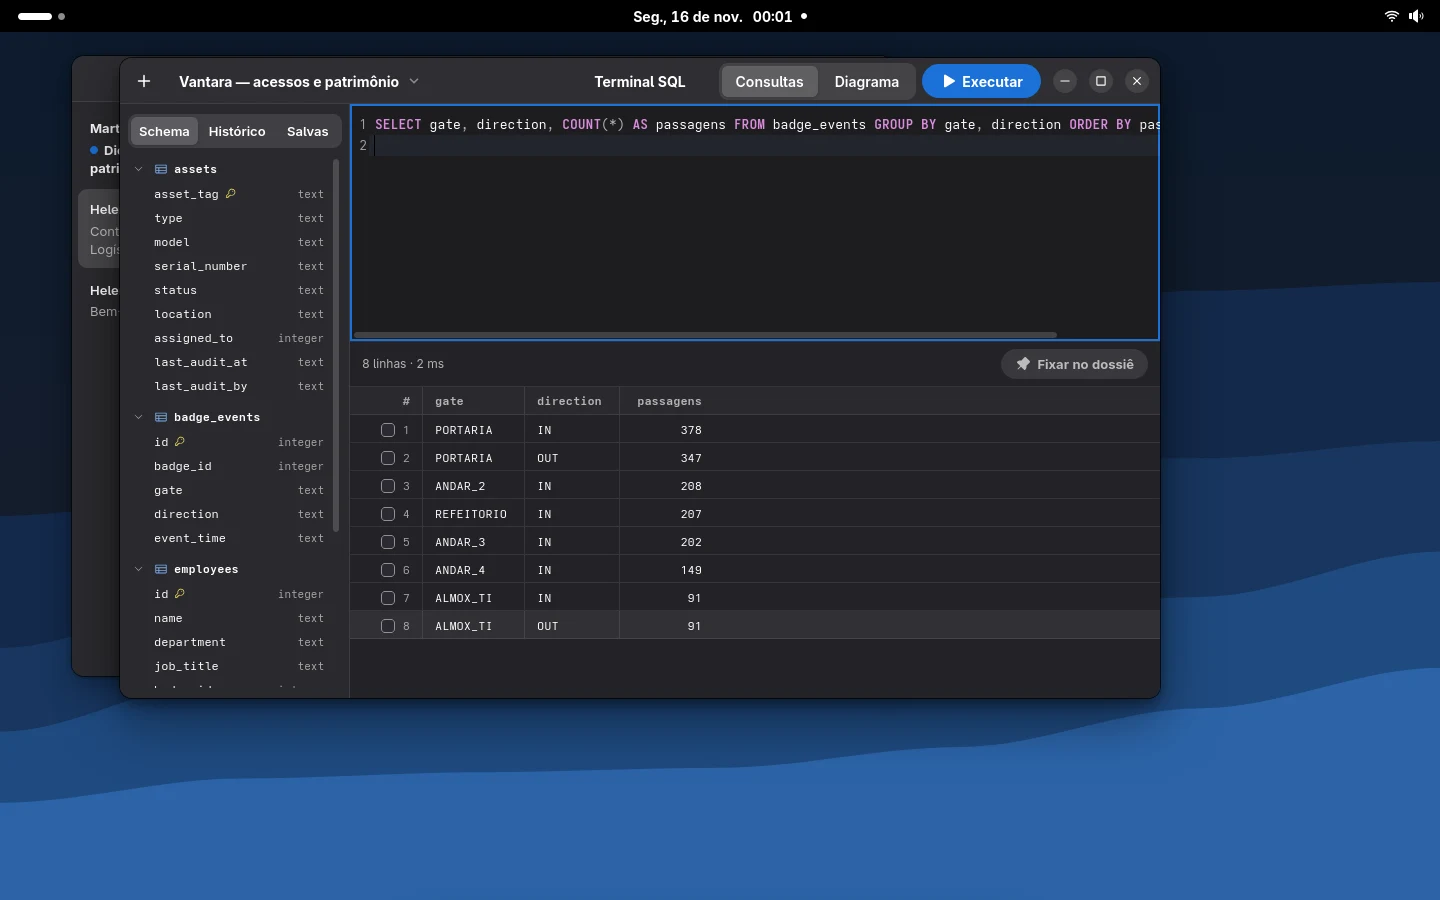 Seg., 16 de nov. 00:01
Vantara — acessos e patrimônio
Terminal SQL
Consultas
Diagrama
Executar
Mart
Di
patri
Hele
Cont
Logís
Hele
Bem-
Schema
Histórico
Salvas
assets
asset_tag text
type text
model text
serial_number text
status text
location text
assigned_to integer
last_audit_at text
last_audit_by text
badge_events
id integer
badge_id integer
gate text
direction text
event_time text
employees
id integer
name text
department text
job_title text
1 SELECT gate, direction, COUNT(*) AS passagens FROM badge_events GROUP BY gate, direction ORDER BY pas
2
8 linhas · 2 ms
Fixar no dossiê
# gate direction passagens
1 PORTARIA IN 378
2 PORTARIA OUT 347
3 ANDAR_2 IN 208
4 REFEITORIO IN 207
5 ANDAR_3 IN 202
6 ANDAR_4 IN 149
7 ALMOX_TI IN 91
8 ALMOX_TI OUT 91